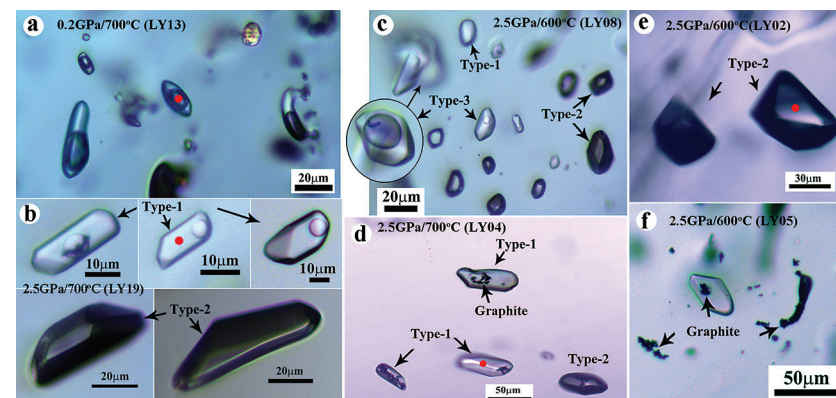 a
0.2GPa/700°C (LY13)
20μm
b
Type-1
10μm
10μm
10μm
2.5GPa/700°C (LY19)
Type-2
20μm
20μm
c
2.5GPa/600°C (LY08)
Type-1
Type-3
Type-2
20μm
d
2.5GPa/700°C (LY04)
Type-1
Graphite
Type-1
Type-2
50μm
e
2.5GPa/600°C(LY02)
Type-2
30μm
f
2.5GPa/600°C (LY05)
Graphite
50μm